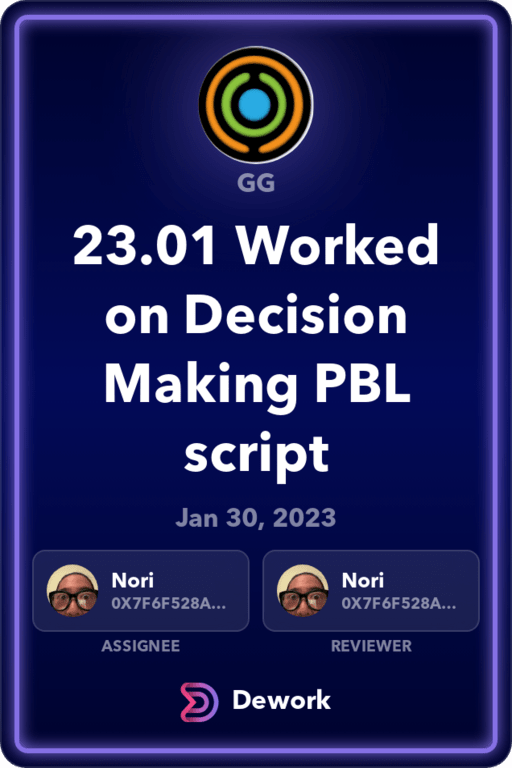 GG
23.01 Worked
on Decision
Making PBL
script
Jan 30, 2023
Nori
0X7F6F528A...
ASSIGNEE
Nori
0X7F6F528A...
REVIEWER
Dework